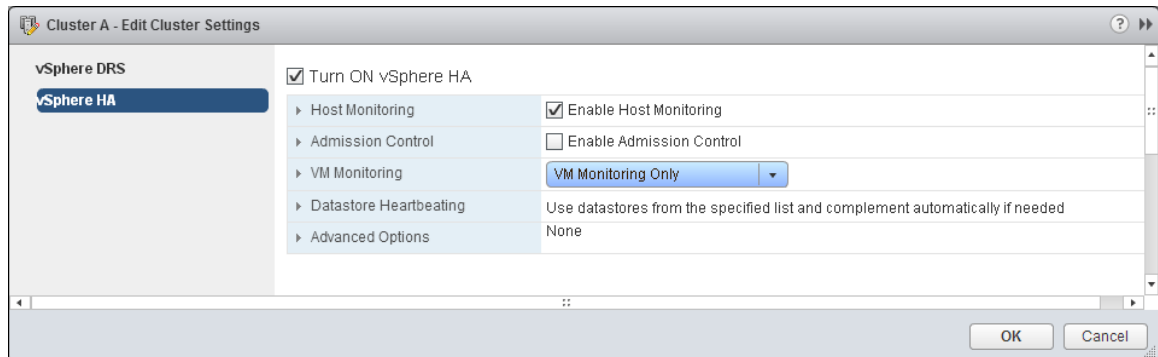 Cluster A - Edit Cluster Settings
vSphere DRS
vSphere HA
Turn ON vSphere HA
Host Monitoring Enable Host Monitoring
Admission Control Enable Admission Control
VM Monitoring VM Monitoring Only
Datastore Heartbeating Use datastores from the specified list and complement automatically if needed
Advanced Options None
OK Cancel